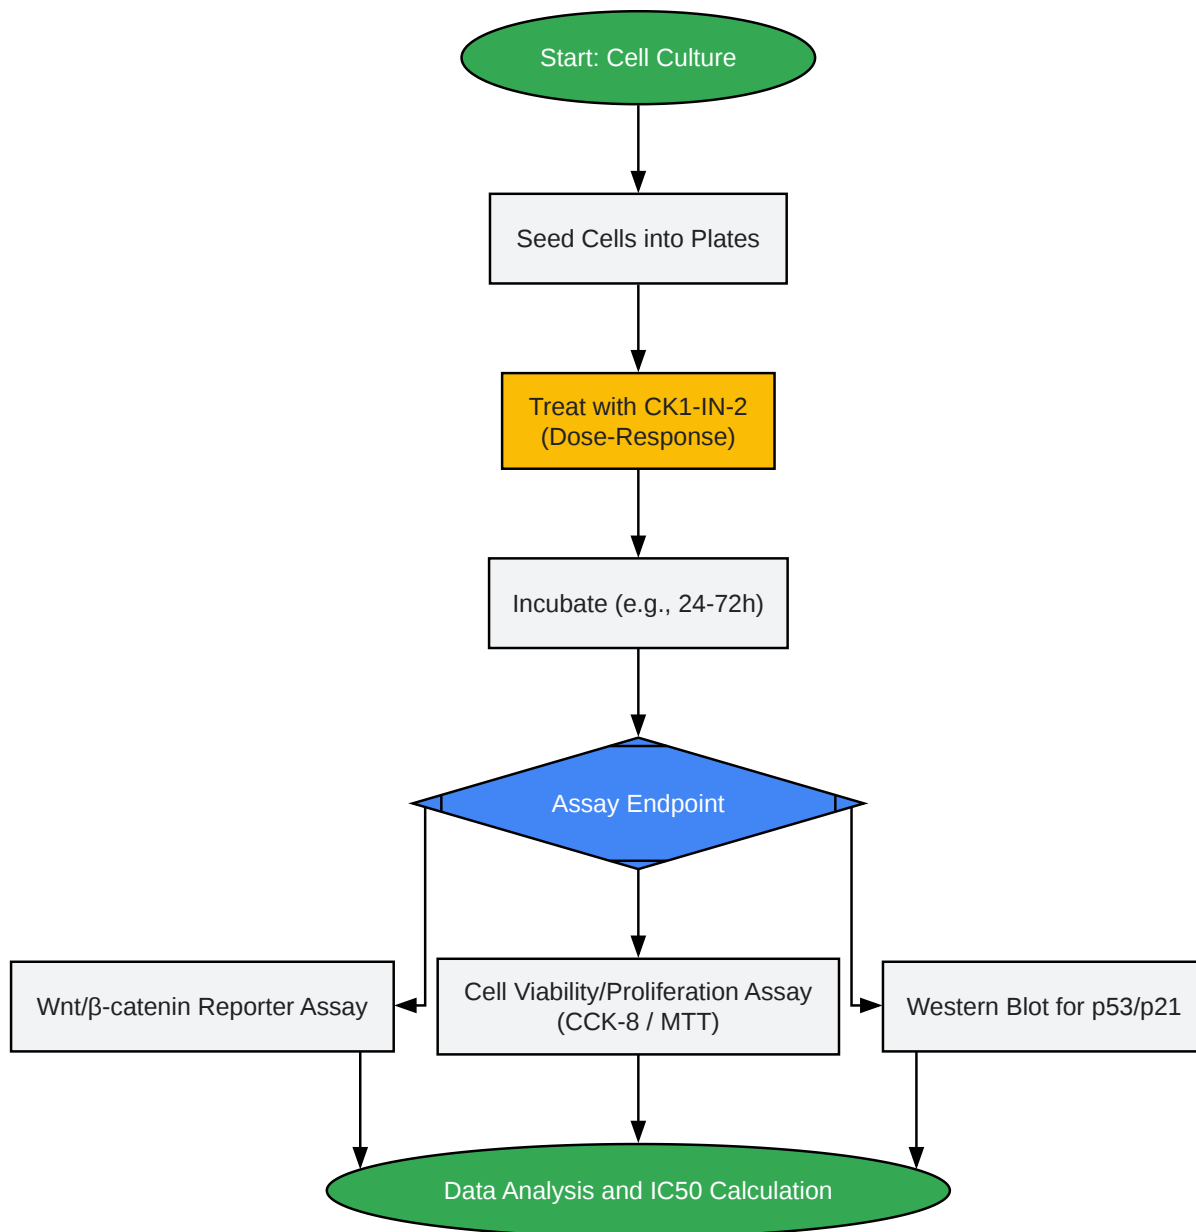 Start: Cell Culture
Seed Cells into Plates
Treat with CK1-IN-2
(Dose-Response)
Incubate (e.g., 24-72h)
Assay Endpoint
Wnt/β-catenin Reporter Assay
Cell Viability/Proliferation Assay
(CCK-8 / MTT)
Western Blot for p53/p21
Data Analysis and IC50 Calculation